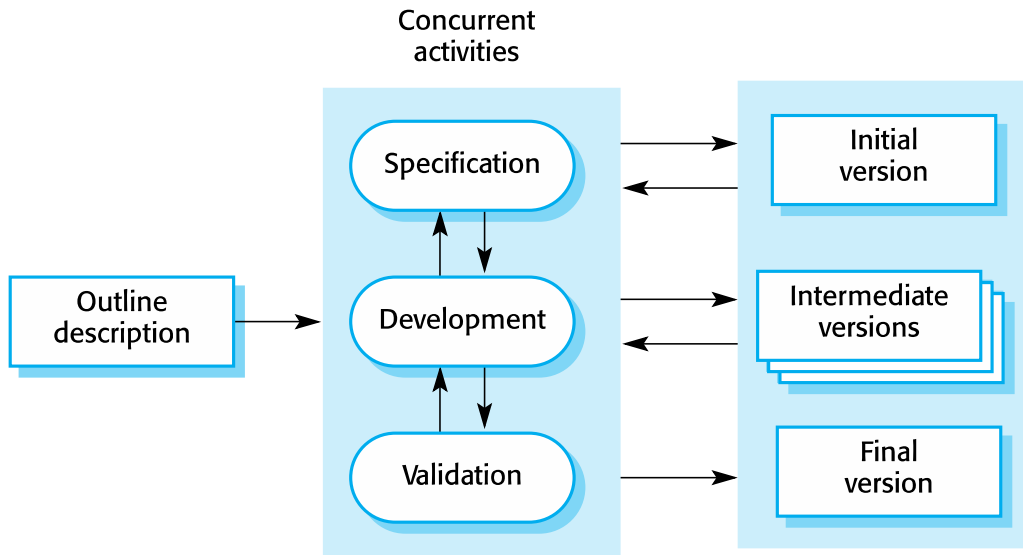 Concurrent
activities
Specification
Initial
version
Outline
description
Development
Intermediate
versions
Validation
Final
version